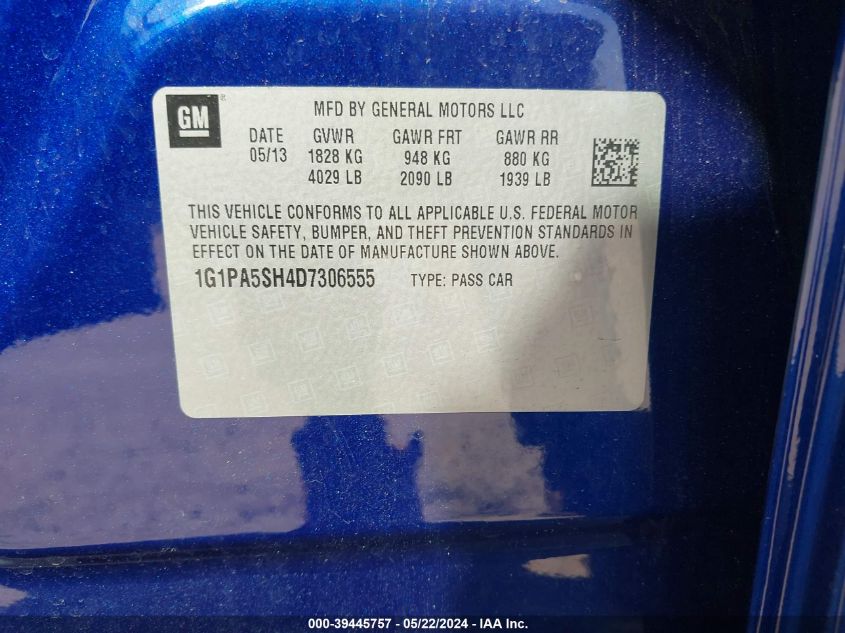 GM ®
MFD BY GENERAL MOTORS LLC
DATE GVWR GAWR FRT GAWR RR
05/13 1828 KG 948 KG 880 KG
4029 LB 2090 LB 1939 LB
THIS VEHICLE CONFORMS TO ALL APPLICABLE U.S. FEDERAL MOTOR
VEHICLE SAFETY, BUMPER, AND THEFT PREVENTION STANDARDS IN
EFFECT ON THE DATE OF MANUFACTURE SHOWN ABOVE.
1G1PA5SH4D7306555 TYPE: PASS CAR
000-39445757 - 05/22/2024 - IAA Inc.